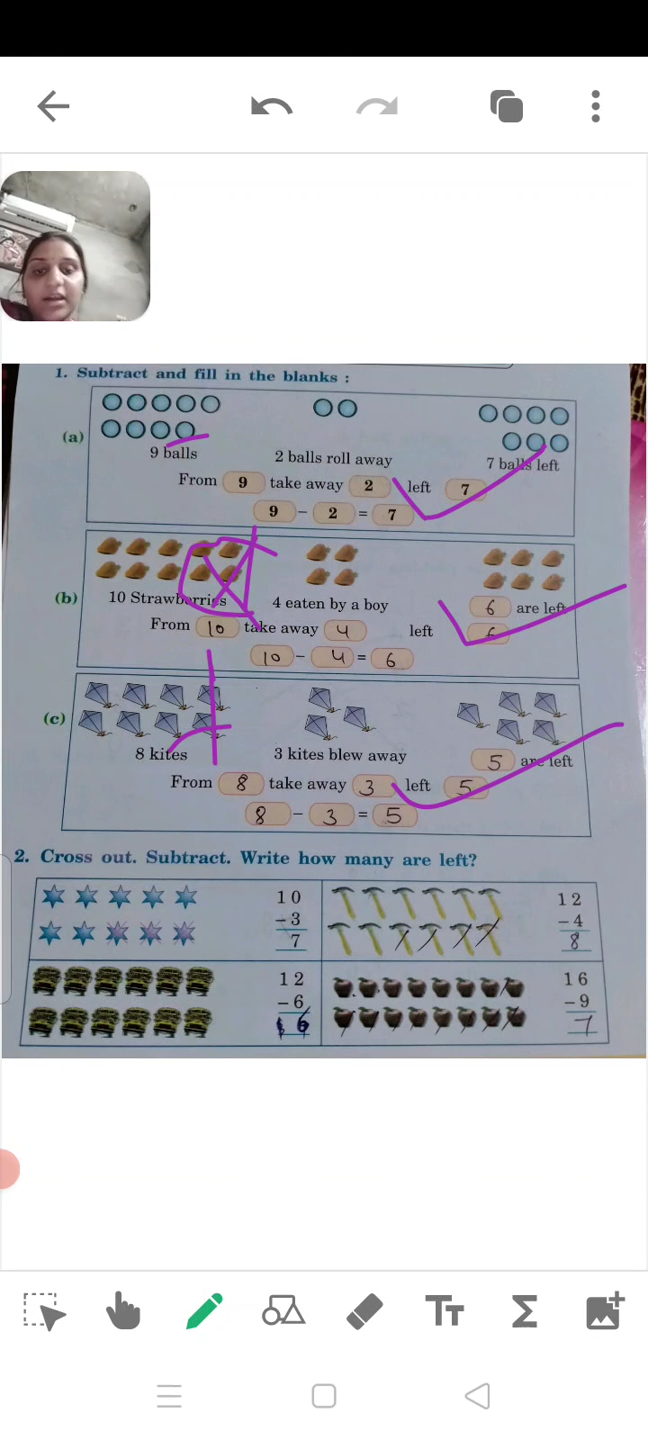 1. Subtract and fill in the blanks :
(a)
9 balls 2 balls roll away 7 balls left
From 9 take away 2 left 7
9 - 2 = 7
(b)
10 Strawberries 4 eaten by a boy 6 are left
From 10 take away 4 left 6
10 - 4 = 6
(c)
8 kites 3 kites blew away 5 are left
From 8 take away 3 left 5
8 - 3 = 5
2. Cross out. Subtract. Write how many are left?
10 12
-3 -4
7 8
12 16
-6 -9
6 7
Tт Σ